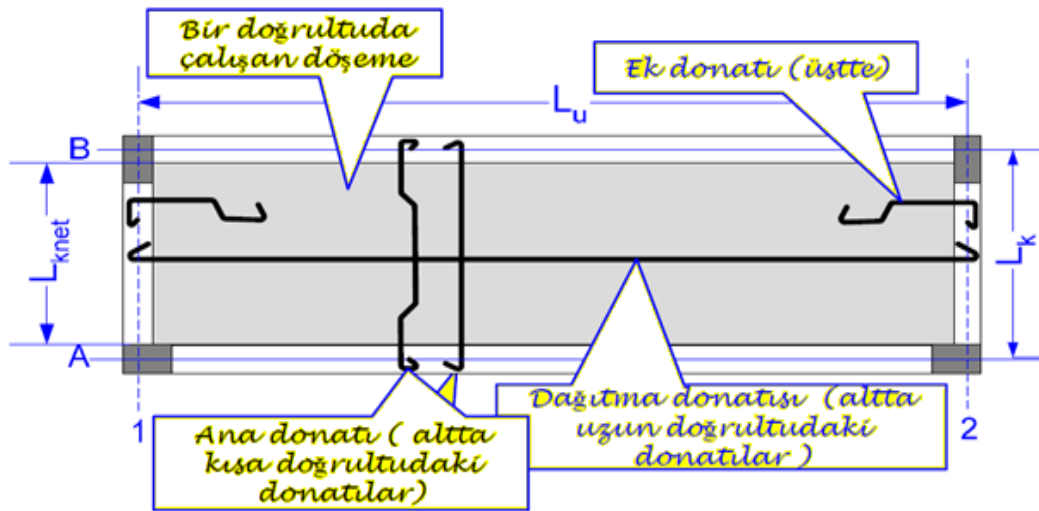 Bir doğrultuda
çalışan döşeme
Ek donatı (üstte)
Lu
B
Lknet
Lk
A
1
Ana donatı ( altta
kısa doğrultudaki
donatılar)
Dağıtma donatısı (altta
uzun doğrultudaki
donatılar )
2